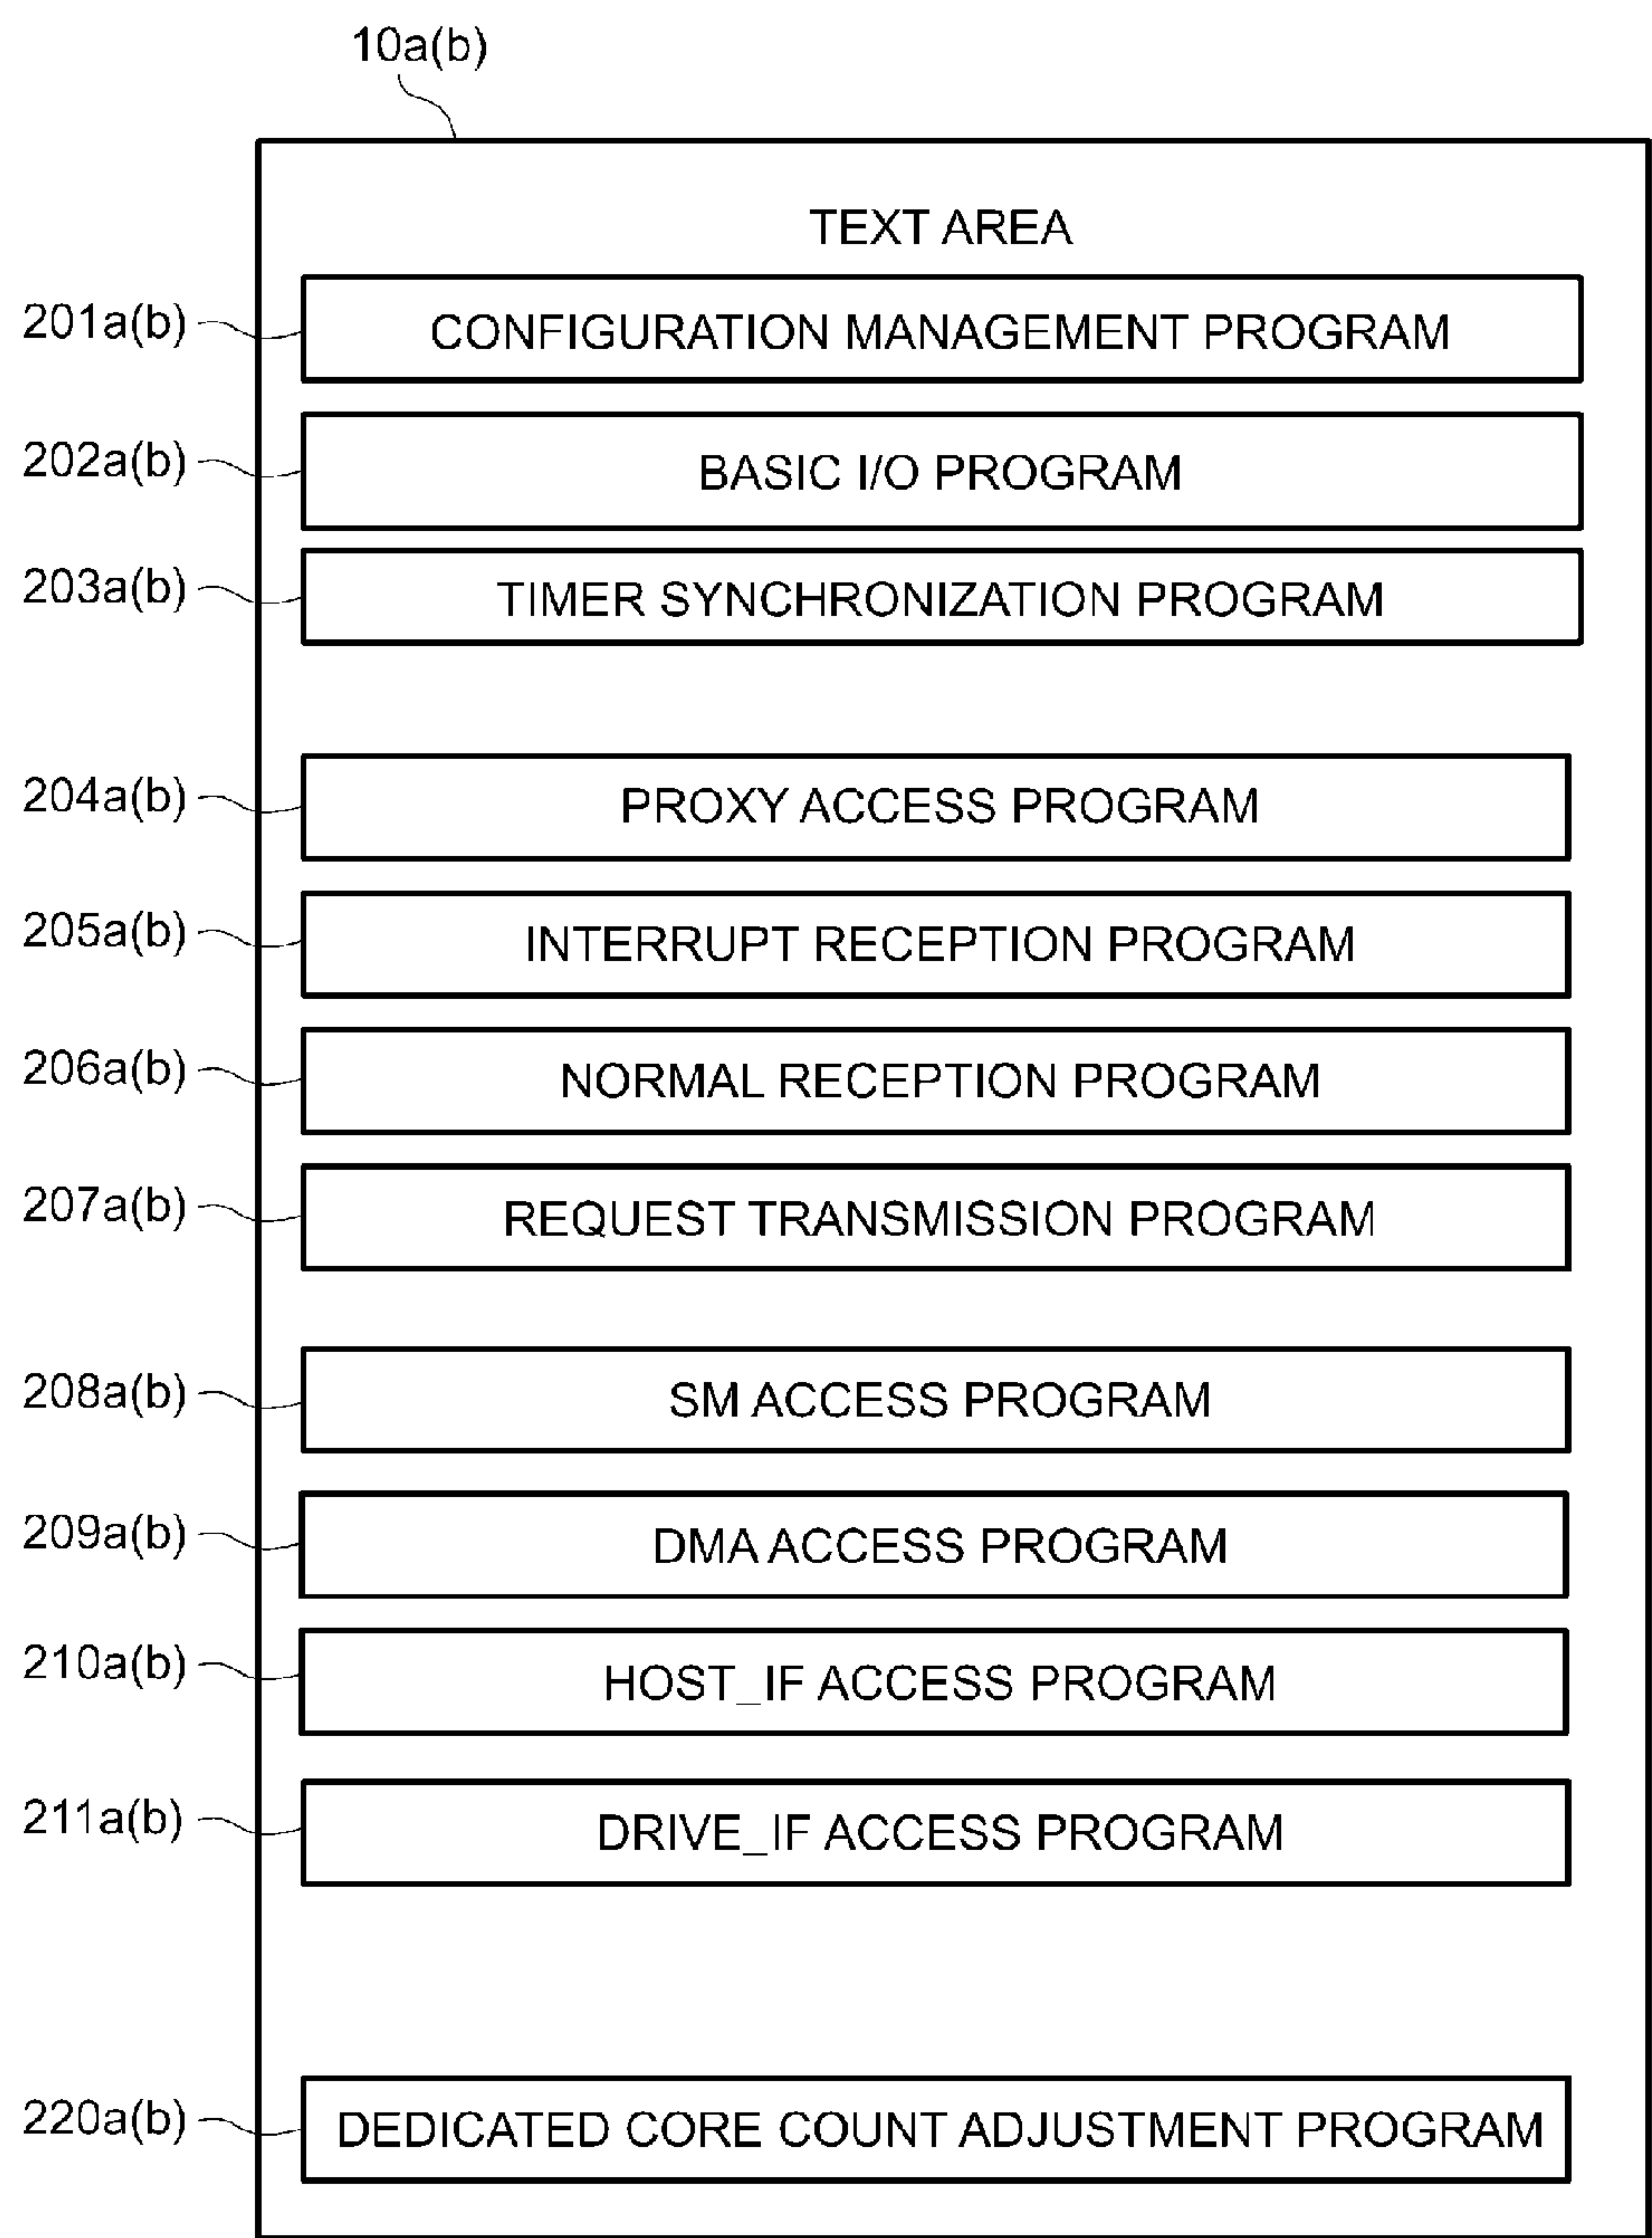 10a(b)
TEXT AREA
201a(b) CONFIGURATION MANAGEMENT PROGRAM
202a(b) BASIC I/O PROGRAM
203a(b) TIMER SYNCHRONIZATION PROGRAM
204a(b) PROXY ACCESS PROGRAM
205a(b) INTERRUPT RECEPTION PROGRAM
206a(b) NORMAL RECEPTION PROGRAM
207a(b) REQUEST TRANSMISSION PROGRAM
208a(b) SM ACCESS PROGRAM
209a(b) DMA ACCESS PROGRAM
210a(b) HOST_IF ACCESS PROGRAM
211a(b) DRIVE_IF ACCESS PROGRAM
220a(b) DEDICATED CORE COUNT ADJUSTMENT PROGRAM